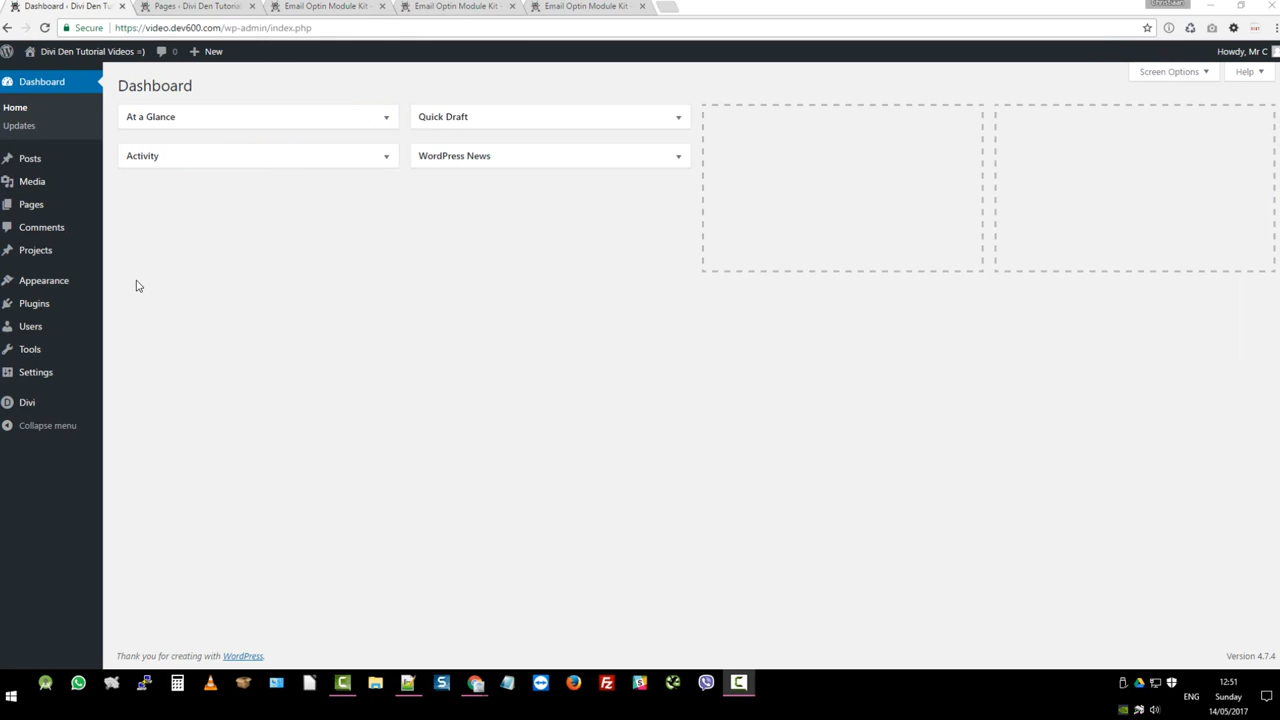 Dashboard ‹ Divi Den Tu
Pages ‹ Divi Den Tutorial
Email Optin Module Kit -
Email Optin Module Kit -
Email Optin Module Kit -
Christiaan
Secure
https://video.dev600.com/wp-admin/index.php
Divi Den Tutorial Videos =)
0
New
Howdy, Mr C
Dashboard
Home
Updates
Posts
Media
Pages
Comments
Projects
Appearance
Plugins
Users
Tools
Settings
Divi
Collapse menu
Dashboard
Screen Options
Help
At a Glance
Quick Draft
Activity
WordPress News
Thank you for creating with WordPress.
Version 4.7.4
ENG
12:51
Sunday
14/05/2017